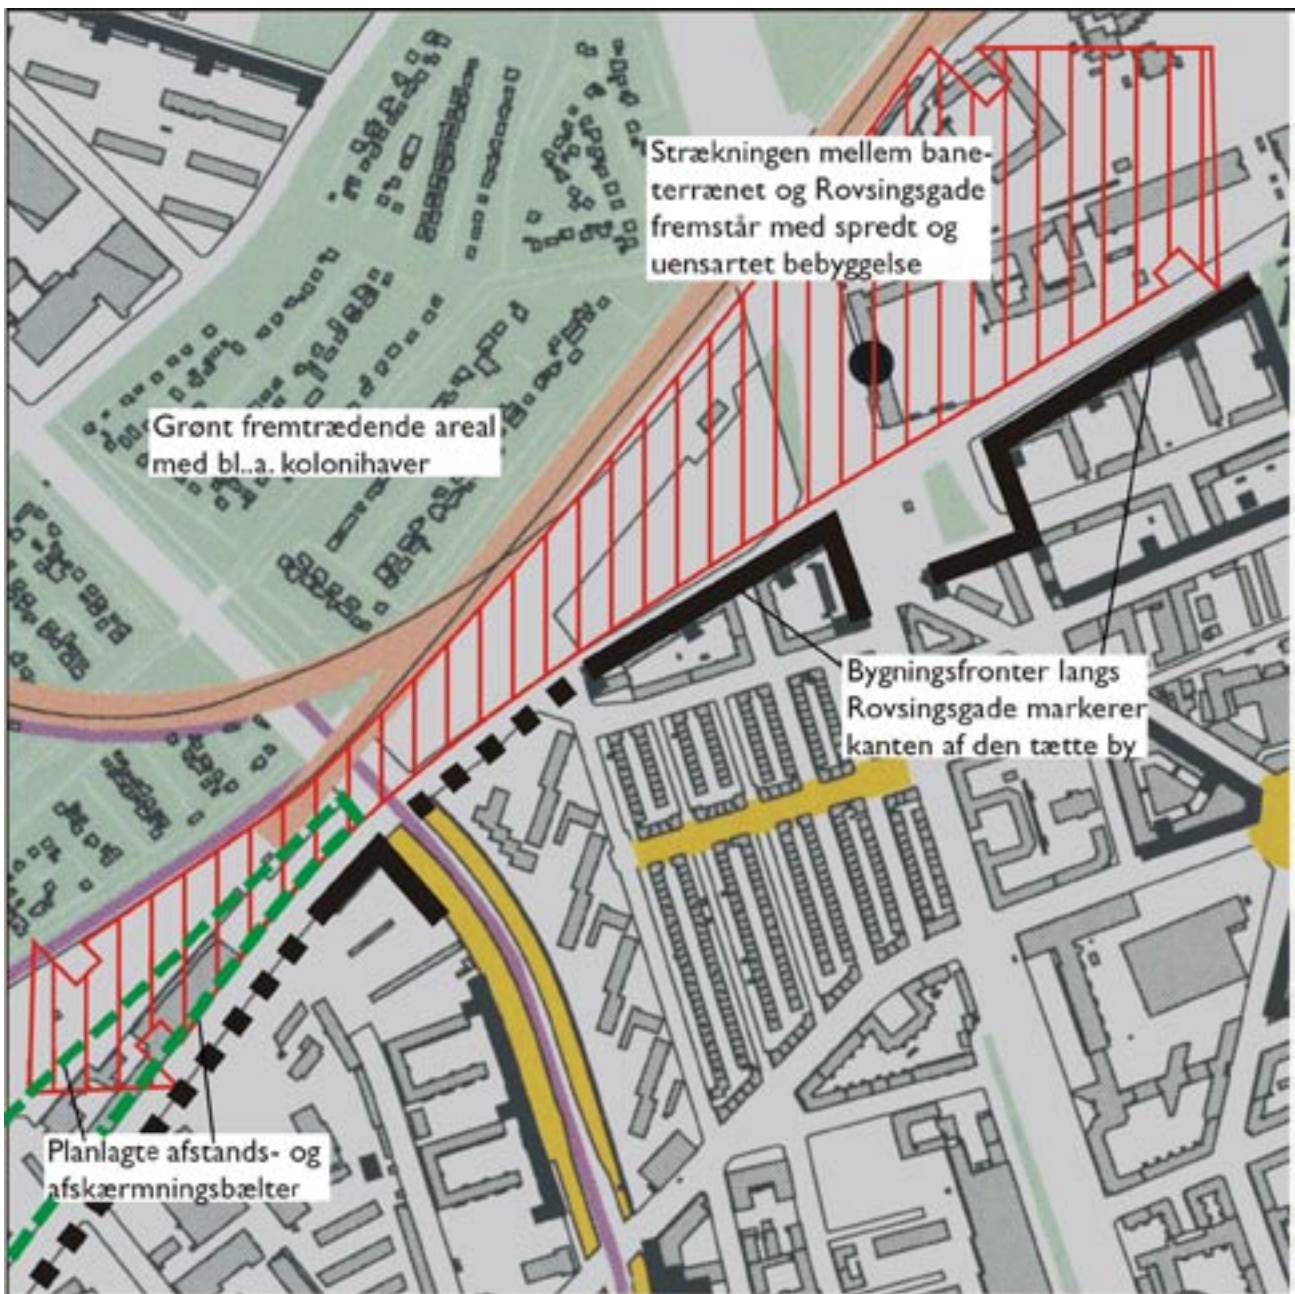 Strækningen mellem bane-
terrænet og Rovsingsgade
fremstår med spredt og
uensartet bebyggelse
Grønt fremtrædende areal
med bl..a. kolonihaver
Bygningsfronter langs
Rovsingsgade markerer
kanten af den tætte by
Planlagte afstands- og
afskærmningsbælter